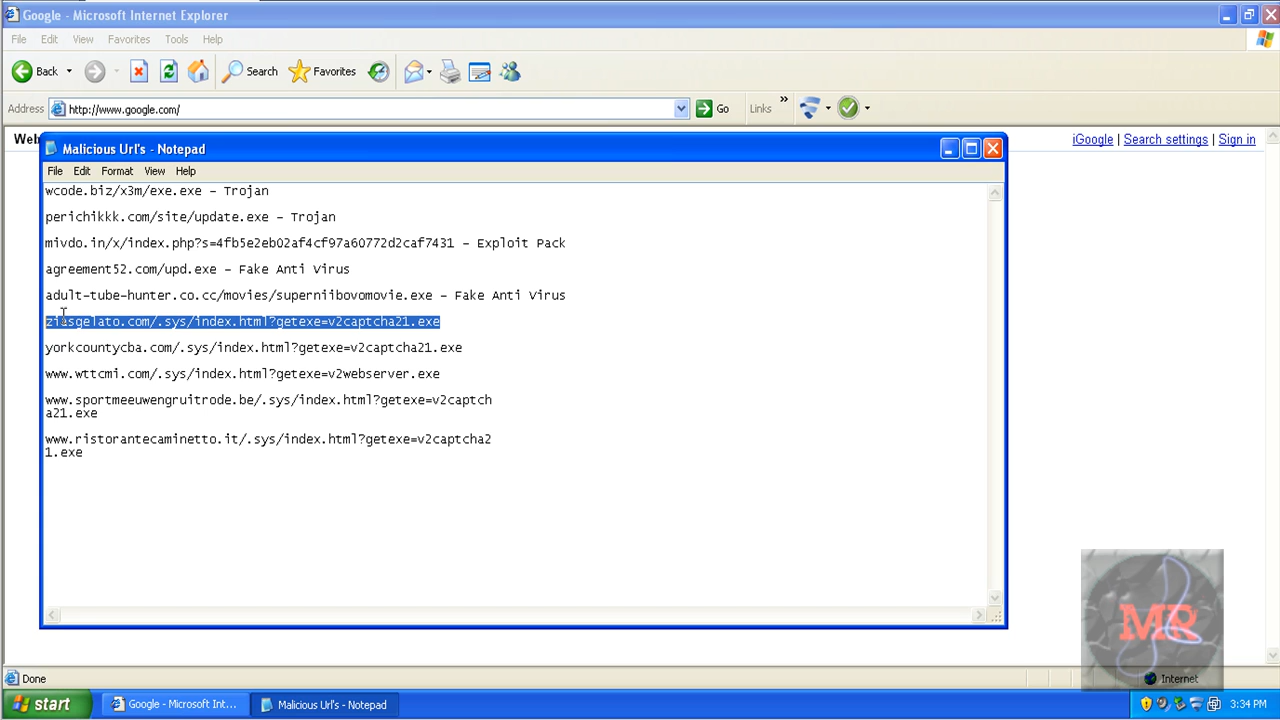 Google - Microsoft Internet Explorer
File Edit View Favorites Tools Help
Back Search Favorites
Address http://www.google.com/ Go Links »
Web
iGoogle | Search settings | Sign in
Malicious Url's - Notepad
File Edit Format View Help
wcode.biz/x3m/exe.exe – Trojan
perichikkk.com/site/update.exe – Trojan
mivdo.in/x/index.php?s=4fb5e2eb02af4cf97a60772d2caf7431 – Exploit Pack
agreement52.com/upd.exe – Fake Anti Virus
adult-tube-hunter.co.cc/movies/superniibovomovie.exe – Fake Anti Virus
ziasgelato.com/.sys/index.html?getexe=v2captcha21.exe
yorkcountycba.com/.sys/index.html?getexe=v2captcha21.exe
www.wttcmi.com/.sys/index.html?getexe=v2webserver.exe
www.sportmeeuwengruitrode.be/.sys/index.html?getexe=v2captch
a21.exe
www.ristorantecaminetto.it/.sys/index.html?getexe=v2captcha2
1.exe
MR
Done
Internet
start Google - Microsoft Int... Malicious Url's - Notepad 3:34 PM